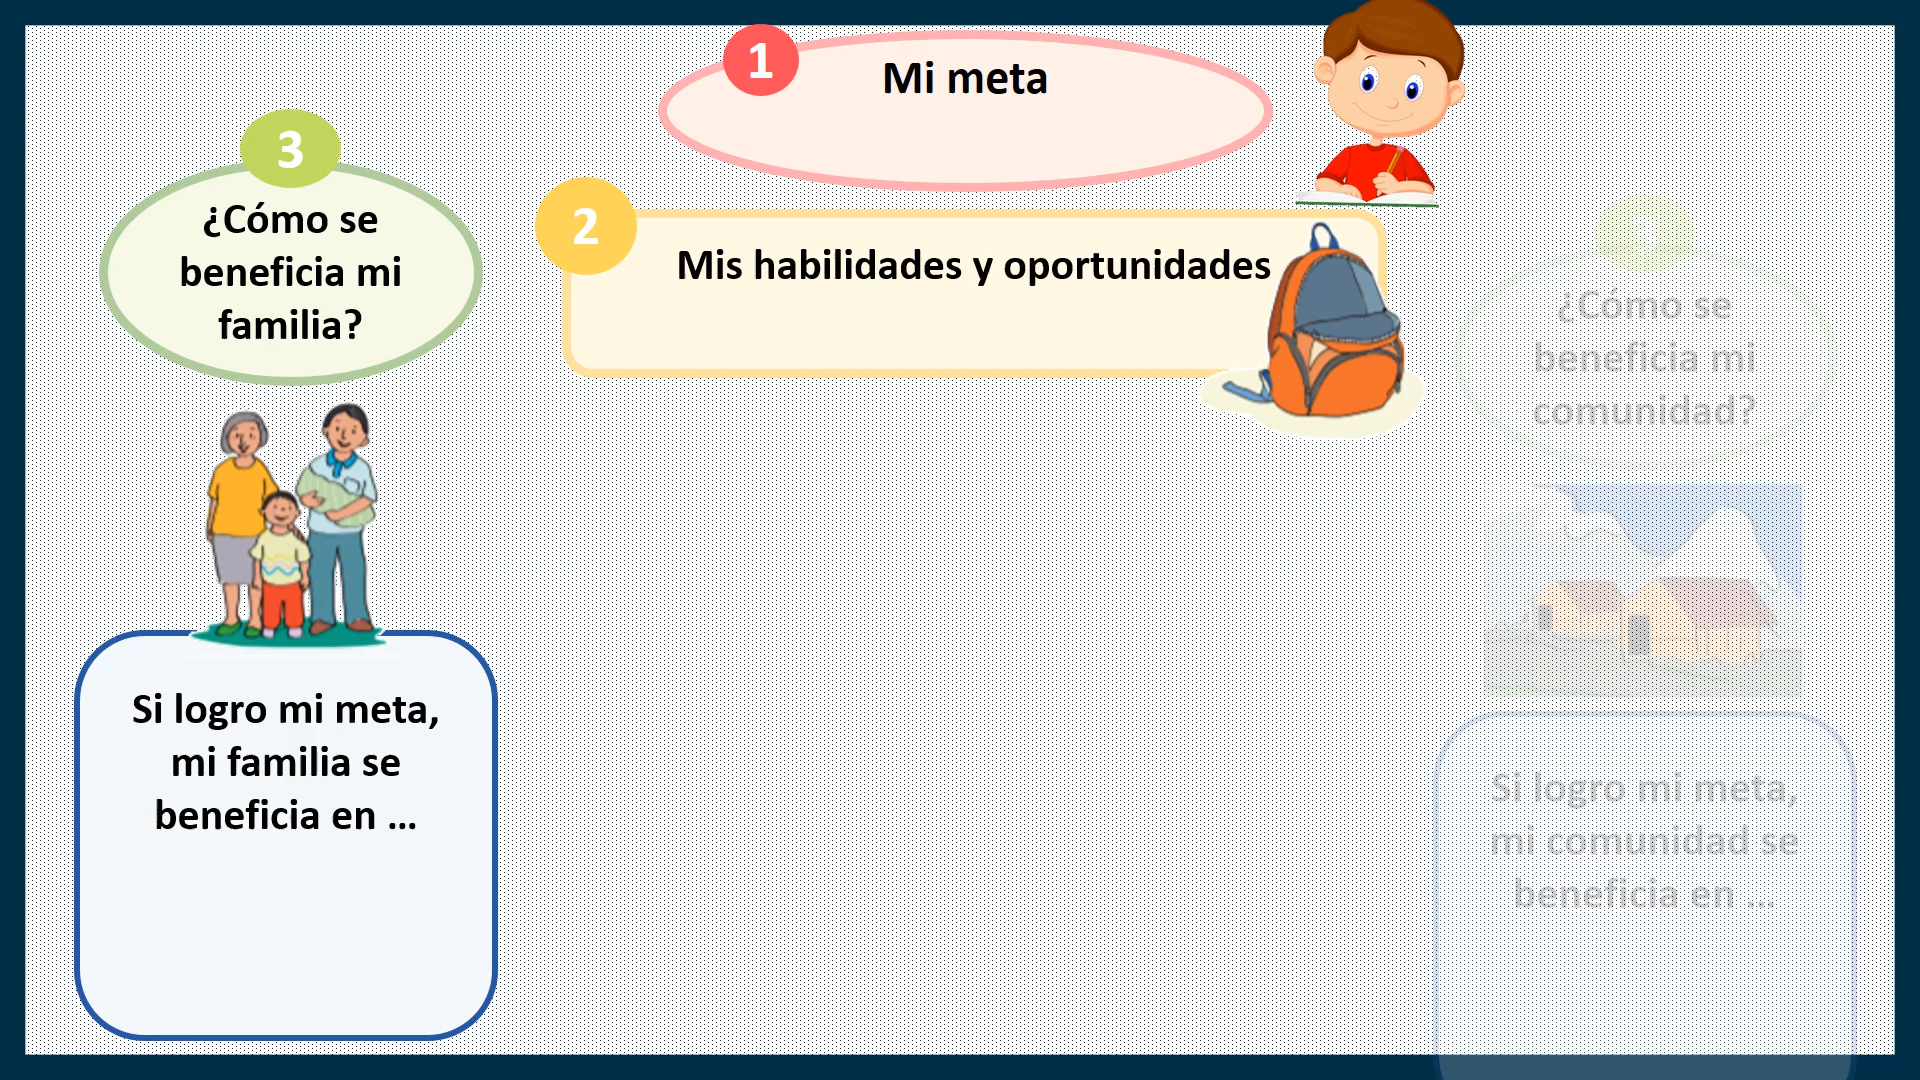 1
Mi meta
2
Mis habilidades y oportunidades
3
¿Cómo se
beneficia mi
familia?
Si logro mi meta,
mi familia se
beneficia en ...
¿Cómo se
beneficia mi
comunidad?
Si logro mi meta,
mi comunidad se
beneficia en ...